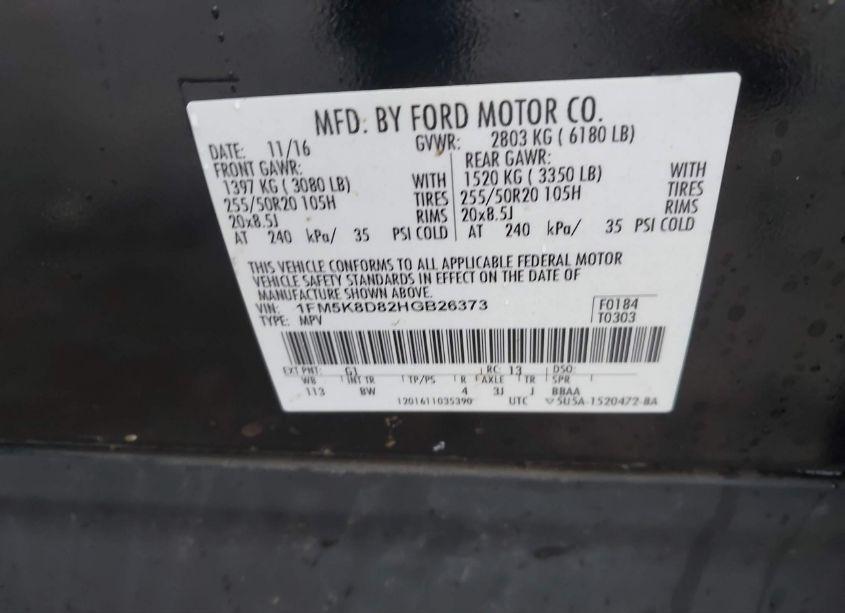 MFD. BY FORD MOTOR CO.
DATE: 11/16 GVWR: 2803 KG ( 6180 LB)
FRONT GAWR: REAR GAWR:
1397 KG ( 3080 LB) WITH 1520 KG ( 3350 LB) WITH
255/50R20 105H TIRES 255/50R20 105H TIRES
20x8.5J RIMS 20x8.5J RIMS
AT 240 kPa/ 35 PSI COLD AT 240 kPa/ 35 PSI COLD
THIS VEHICLE CONFORMS TO ALL APPLICABLE FEDERAL MOTOR
VEHICLE SAFETY STANDARDS IN EFFECT ON THE DATE OF
MANUFACTURE SHOWN ABOVE.
VIN: 1FM5K8D82HGB26373 F0184
TYPE: MPV T0303
EXT PNT: G1 RC: 13 DSO:
WB INT TR TP/PS R AXLE TR SPR
113 BW 4 3J J BBAA
1201611035390 UTC 5U5A-1520472-BA